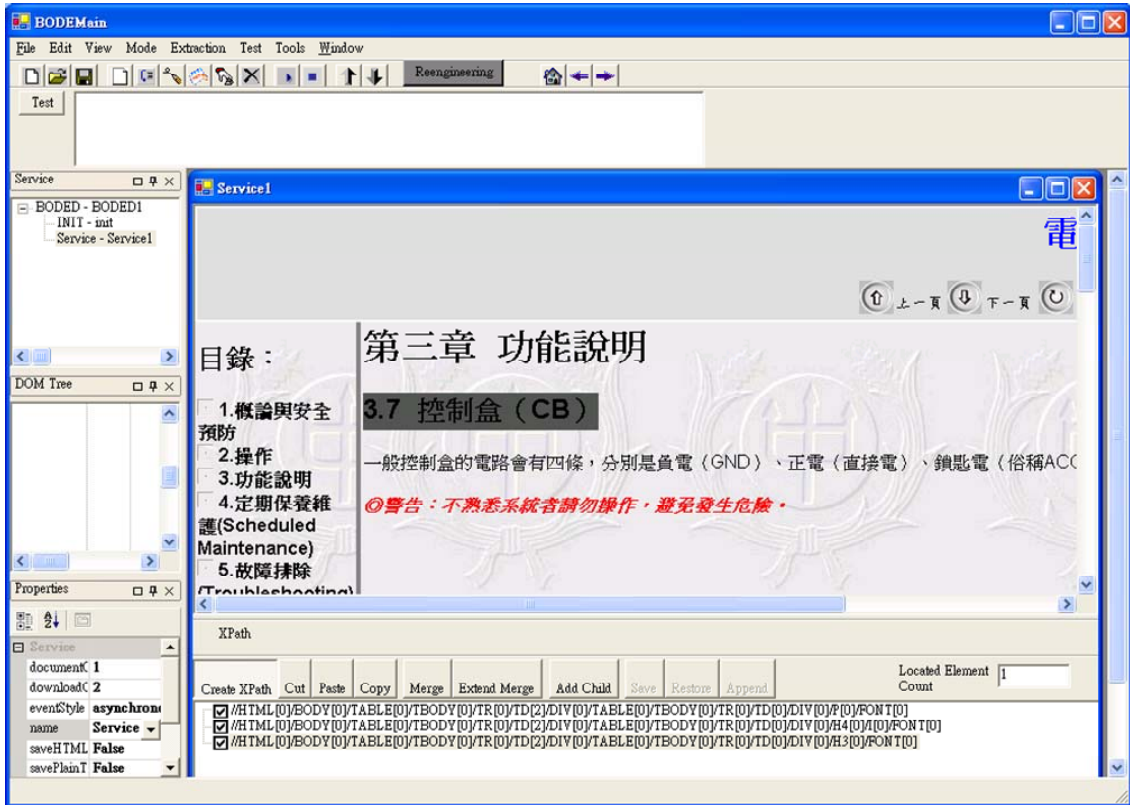 BODEMain
File Edit View Mode Extraction Test Tools Window
Reengineering
Test
Service
BODED - BODED1
INIT - init
Service - Service1
DOM Tree
Properties
Service
document 1
download 2
eventStyle asynchron
name Service
saveHTML False
savePlainT False
Service1
電
上一頁 下一頁
目錄：
1.概論與安全
預防
2.操作
3.功能說明
4.定期保養維
護(Scheduled
Maintenance)
5.故障排除
(Troubleshooting)
第三章 功能說明
3.7 控制盒（CB）
一般控制盒的電路會有四條，分別是負電（GND）、正電（直接電）、鎖匙電（俗稱ACC
◎警告：不熟悉系統者請勿操作，避免發生危險。
XPath
Create XPath Cut Paste Copy Merge Extend Merge Add Child Save Restore Append
Located Element 1
Count
//HTML[0]/BODY[0]/TABLE[0]/TBODY[0]/TR[0]/TD[2]/DIV[0]/TABLE[0]/TBODY[0]/TR[0]/TD[0]/DIV[0]/P[0]/FONT[0]
//HTML[0]/BODY[0]/TABLE[0]/TBODY[0]/TR[0]/TD[2]/DIV[0]/TABLE[0]/TBODY[0]/TR[0]/TD[0]/DIV[0]/H4[0]/I[0]/FONT[0]
//HTML[0]/BODY[0]/TABLE[0]/TBODY[0]/TR[0]/TD[2]/DIV[0]/TABLE[0]/TBODY[0]/TR[0]/TD[0]/DIV[0]/H3[0]/FONT[0]